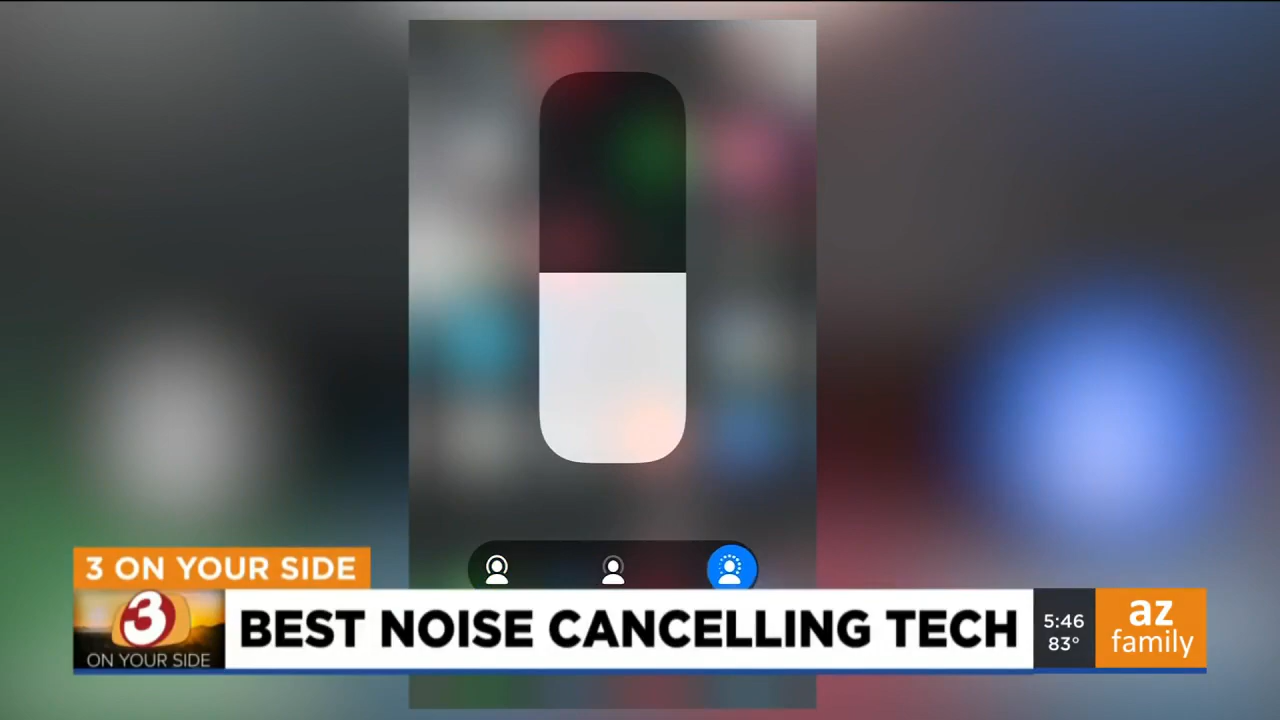 3 ON YOUR SIDE
3
ON YOUR SIDE
BEST NOISE CANCELLING TECH
5:46
83°
az
family